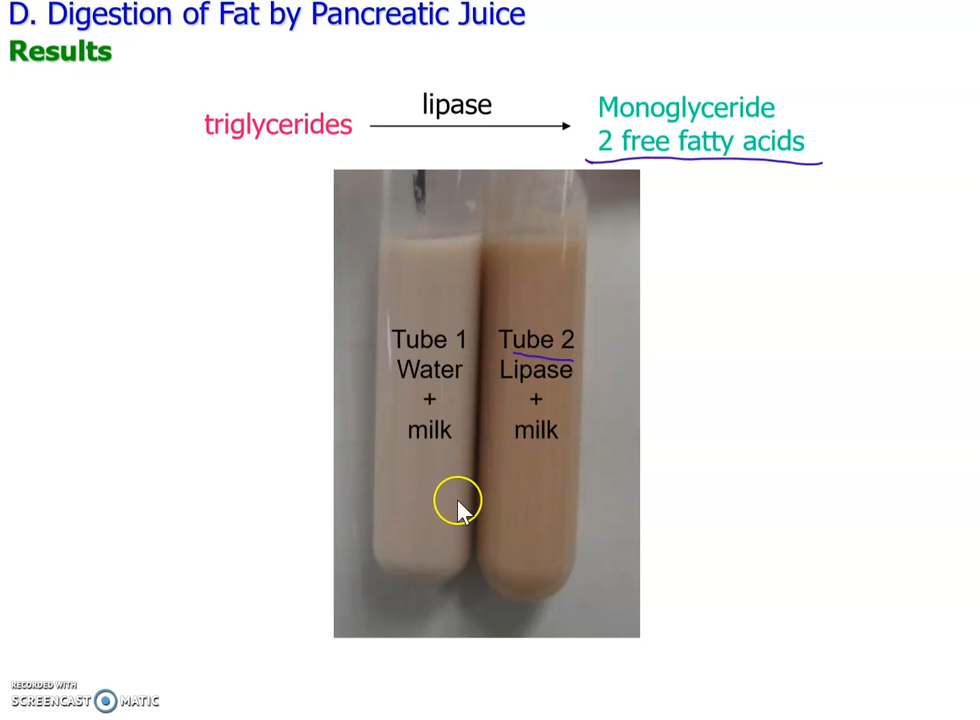 D. Digestion of Fat by Pancreatic Juice
Results
lipase
triglycerides
Monoglyceride
2 free fatty acids
Tube 1
Water
+
milk
Tube 2
Lipase
+
milk
RECORDED WITH
SCREENCAST MATIC